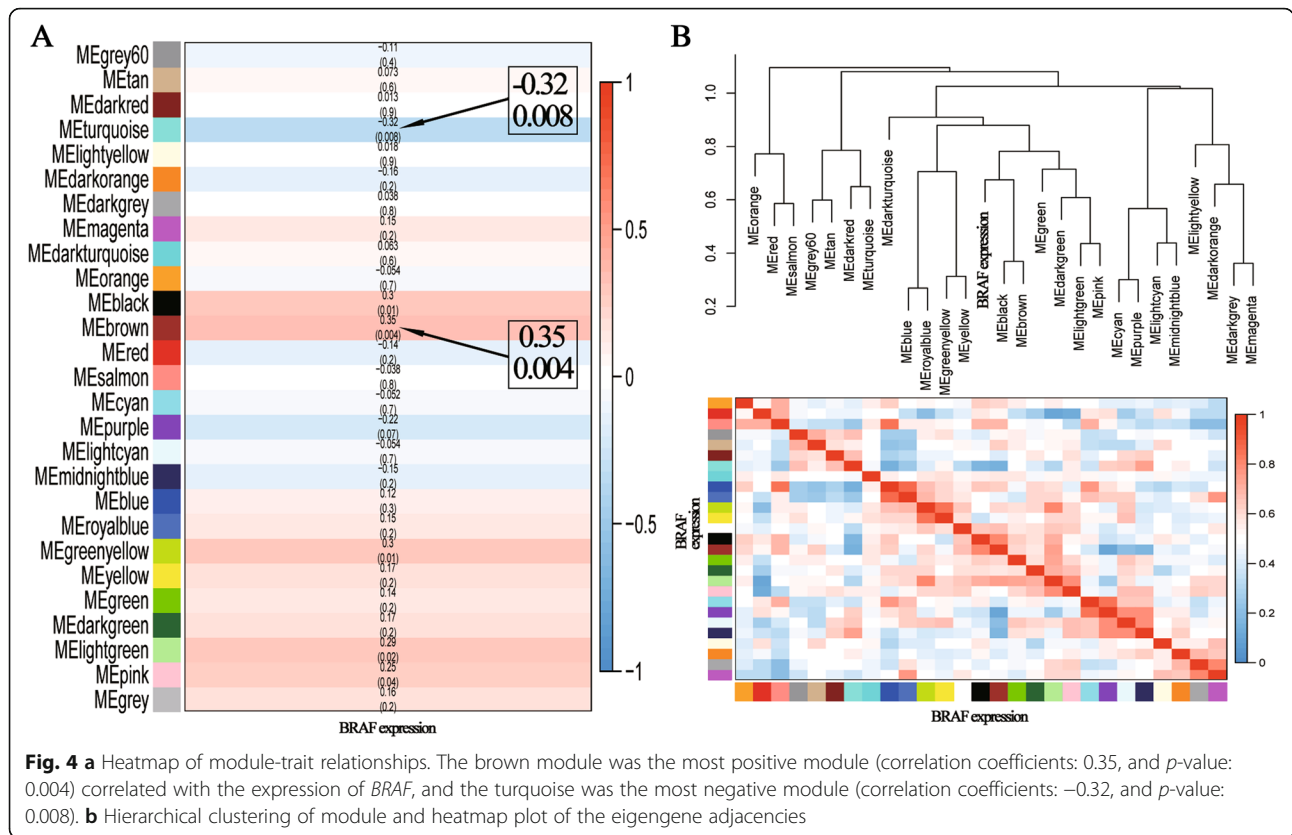 A
MEgrey60
−0.11
(0.4)
MEtan
0.073
(0.6)
MEdarkred
0.013
(0.9)
MEturquoise
−0.32
(0.008)
MElightyellow
0.018
(0.9)
MEdarkorange
−0.16
(0.2)
MEdarkgrey
0.038
(0.8)
MEmagenta
0.15
(0.2)
MEdarkturquoise
0.063
(0.6)
MEorange
−0.054
(0.7)
MEblack
0.3
(0.01)
MEbrown
0.35
(0.004)
MEred
−0.14
(0.2)
MEsalmon
−0.038
(0.8)
MEcyan
−0.052
(0.7)
MEpurple
−0.22
(0.07)
MElightcyan
−0.054
(0.7)
MEmidnightblue
−0.15
(0.2)
MEblue
0.12
(0.3)
MEroyalblue
0.15
(0.2)
MEgreenyellow
0.3
(0.01)
MEyellow
0.17
(0.2)
MEgreen
0.14
(0.2)
MEdarkgreen
0.17
(0.2)
MElightgreen
0.29
(0.02)
MEpink
0.25
(0.04)
MEgrey
0.16
(0.2)
BRAF expression
-0.32
0.008
0.35
0.004
1
0.5
0
−0.5
−1
B
1.0
0.8
0.6
0.4
0.2
MEorange
MEred
MEsalmon
MEgrey60
MEtan
MEdarkred
MEturquoise
MEdarkturquoise
MEblue
MEroyalblue
MEgreenyellow
MEyellow
BRAF expression
MEblack
MEbrown
MEgreen
MEdarkgreen
MElightgreen
MEpink
MEcyan
MEpurple
MElightcyan
MEmidnightblue
MElightyellow
MEdarkorange
MEdarkgrey
MEmagenta
BRAF
expression
1
0.8
0.6
0.4
0.2
0
BRAF expression
Fig. 4 a Heatmap of module-trait relationships. The brown module was the most positive module (correlation coefficients: 0.35, and p-value:
0.004) correlated with the expression of BRAF, and the turquoise was the most negative module (correlation coefficients: −0.32, and p-value:
0.008). b Hierarchical clustering of module and heatmap plot of the eigengene adjacencies